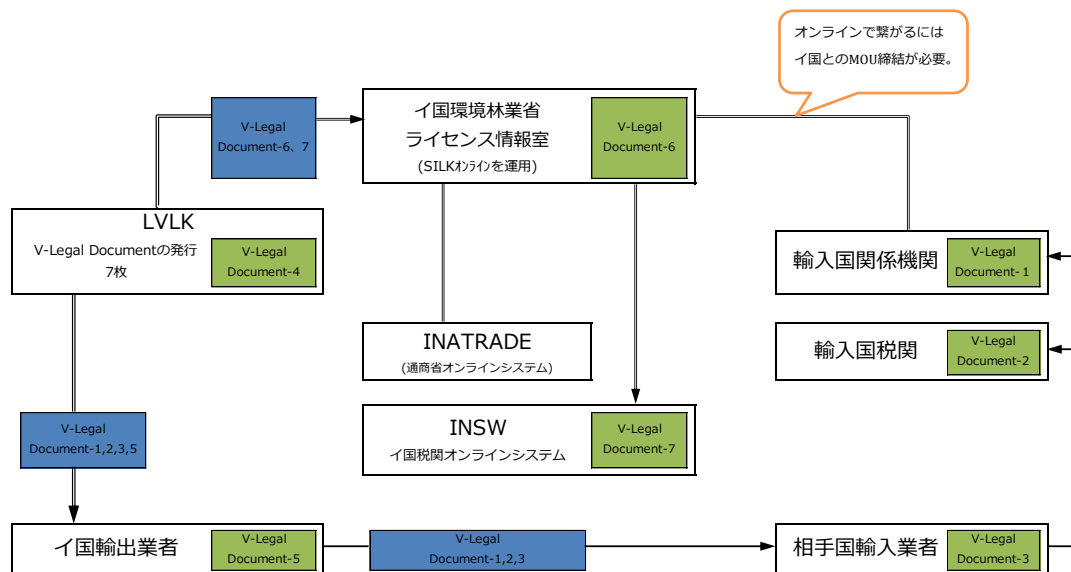 オンラインで繋がるには
イ国とのMOU締結が必要。
V-Legal
Document-6、7
イ国環境林業省
ライセンス情報室
(SILKオンラインを運用)
V-Legal
Document-6
LVLK
V-Legal Documentの発行
7枚
V-Legal
Document-4
輸入国関係機関
V-Legal
Document-1
INATRADE
(通商省オンラインシステム)
輸入国税関
V-Legal
Document-2
V-Legal
Document-1,2,3,5
INSW
イ国税関オンラインシステム
V-Legal
Document-7
イ国輸出業者
V-Legal
Document-5
V-Legal
Document-1,2,3
相手国輸入業者
V-Legal
Document-3